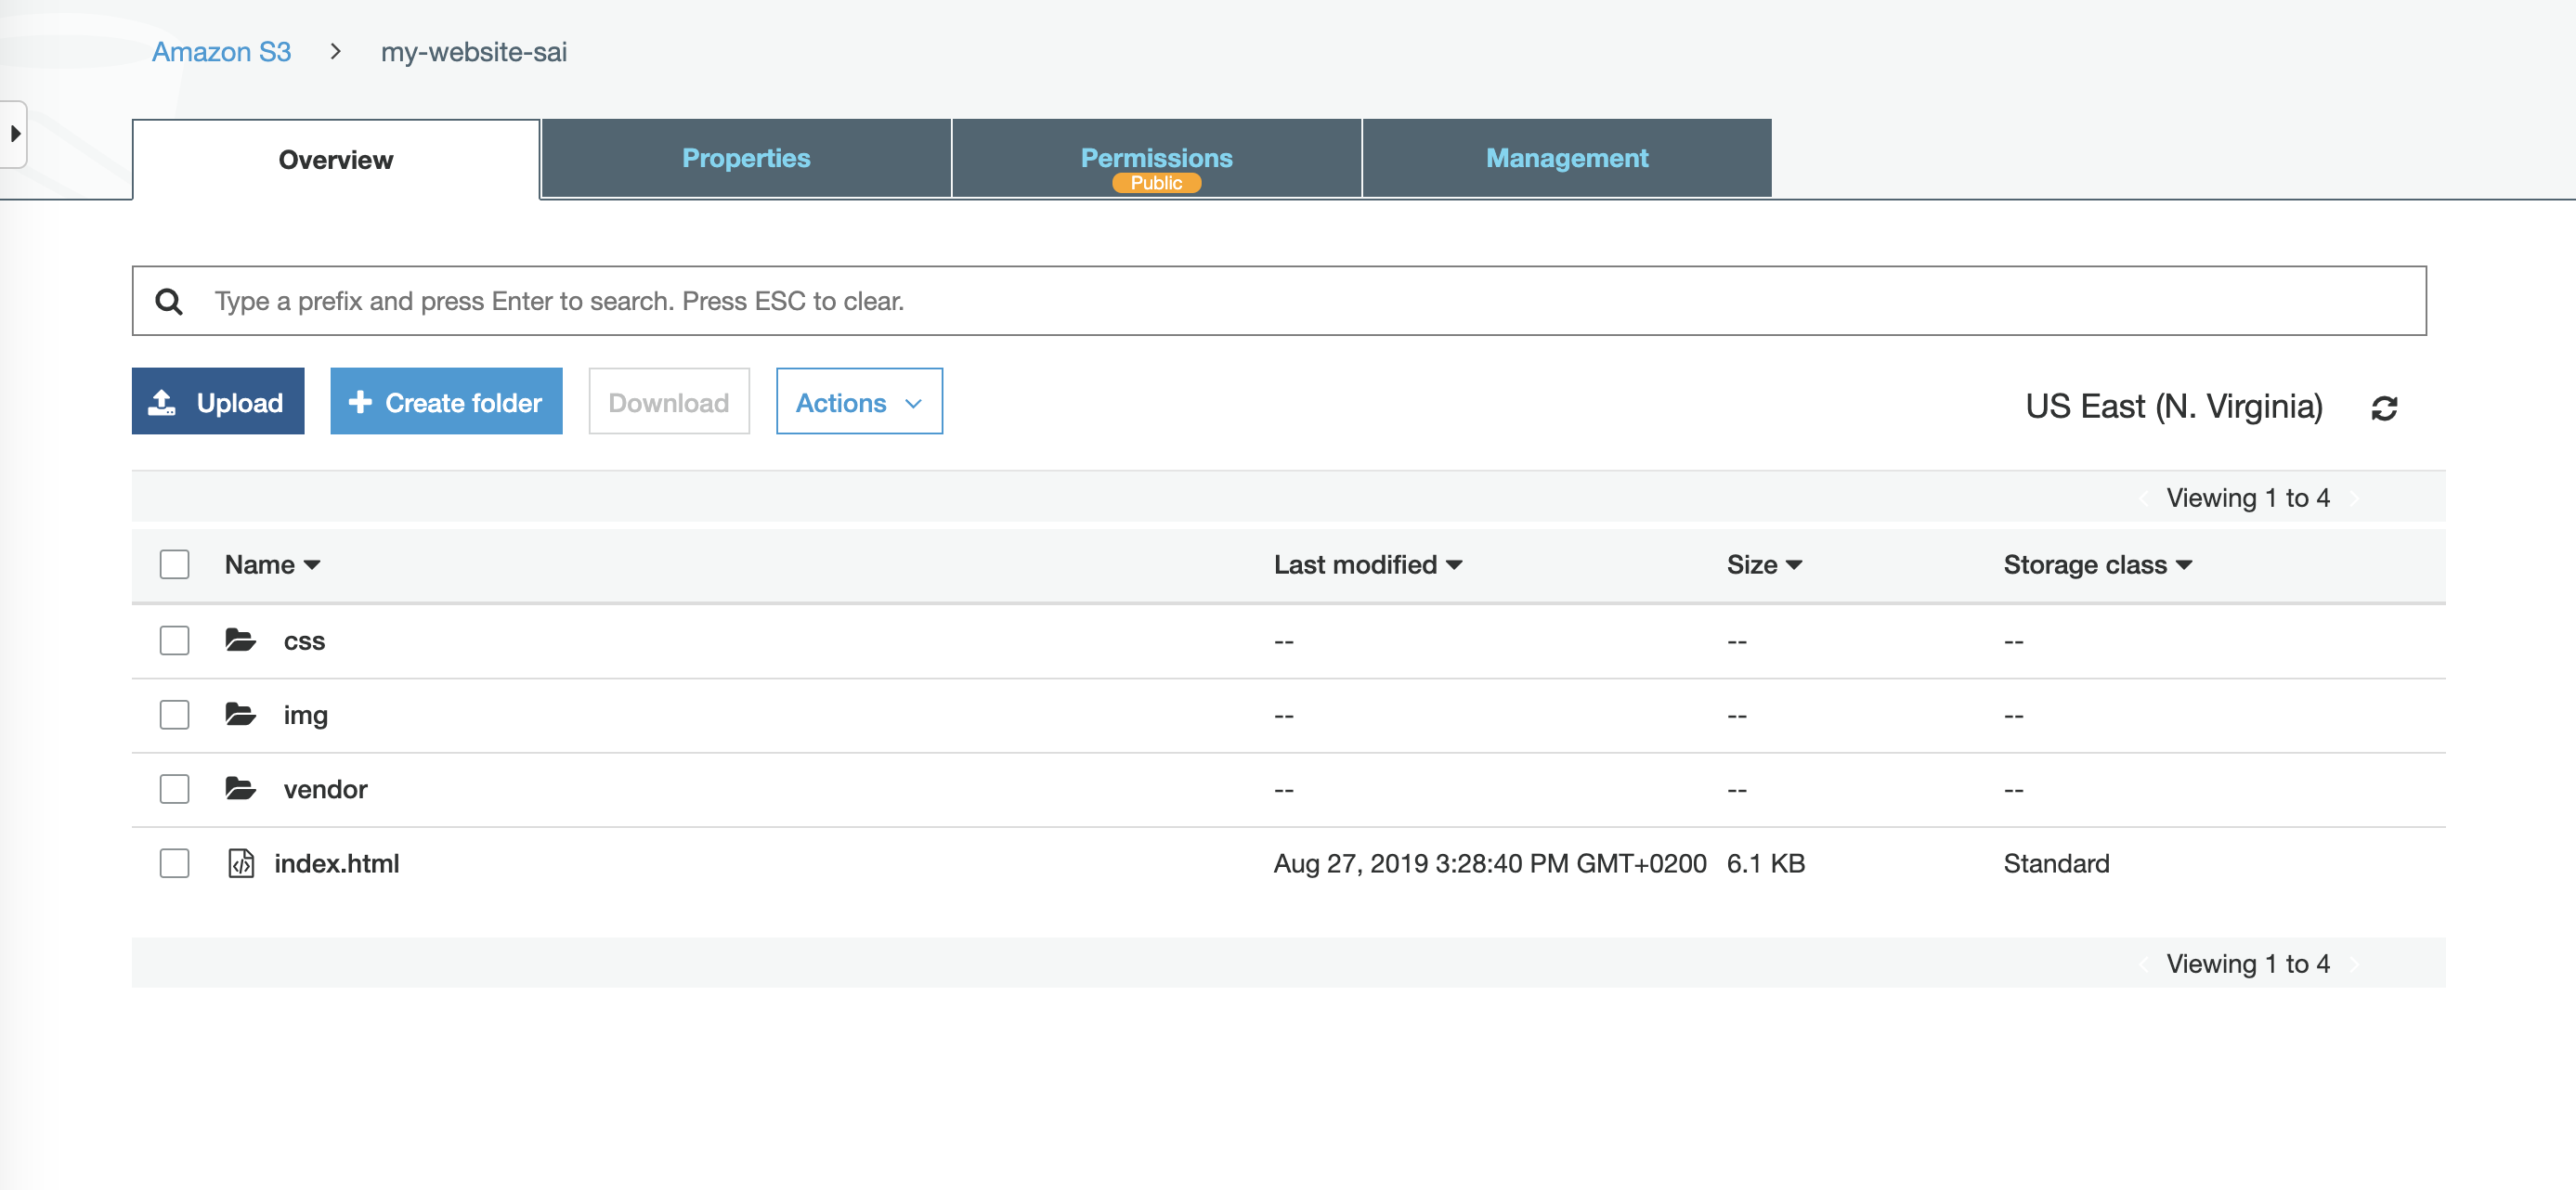 Amazon S3 > my-website-sai
Overview Properties Permissions Management
Public
Type a prefix and press Enter to search. Press ESC to clear.
Upload Create folder Download Actions US East (N. Virginia)
Viewing 1 to 4
Name Last modified Size Storage class
css -- -- --
img -- -- --
vendor -- -- --
index.html Aug 27, 2019 3:28:40 PM GMT+0200 6.1 KB Standard
Viewing 1 to 4